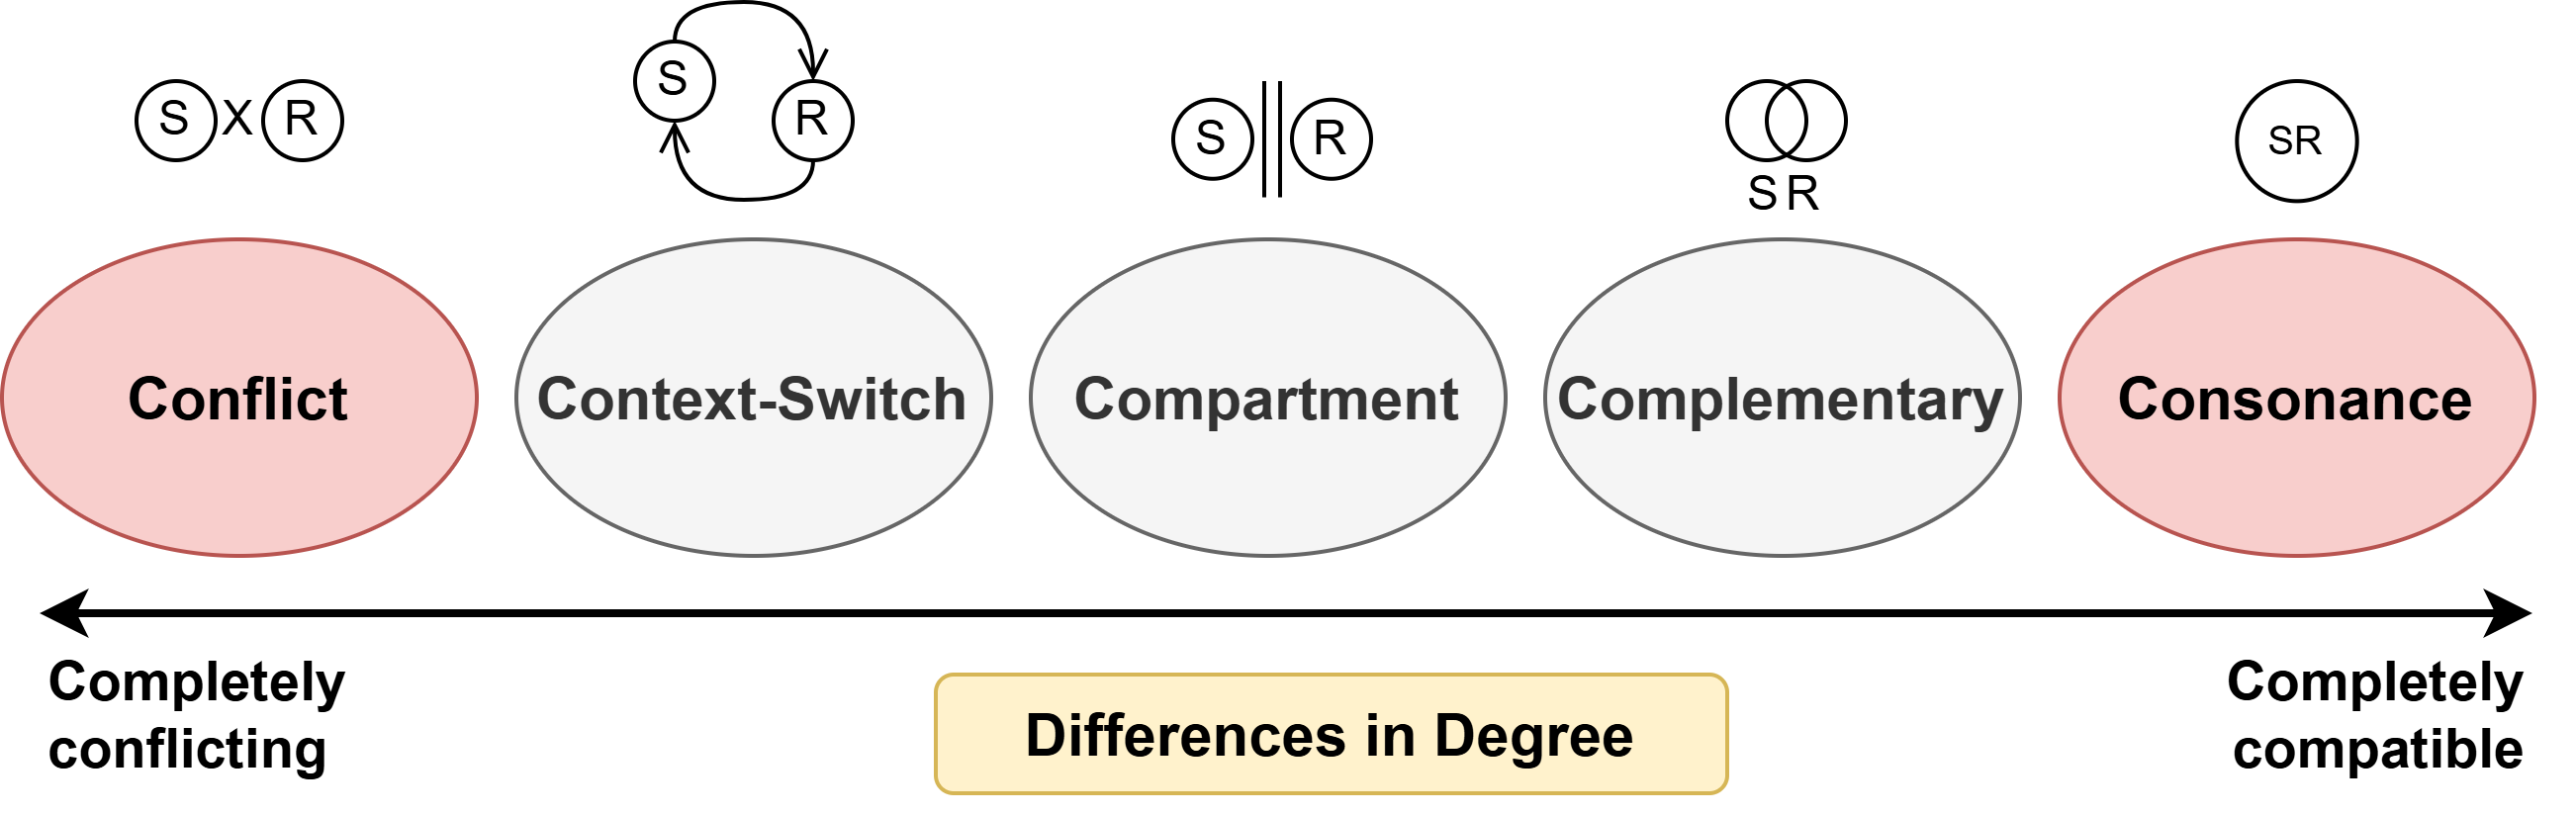 S X R
S
R
S R
S R
SR
Conflict
Context-Switch
Compartment
Complementary
Consonance
Completely
conflicting
Differences in Degree
Completely
compatible